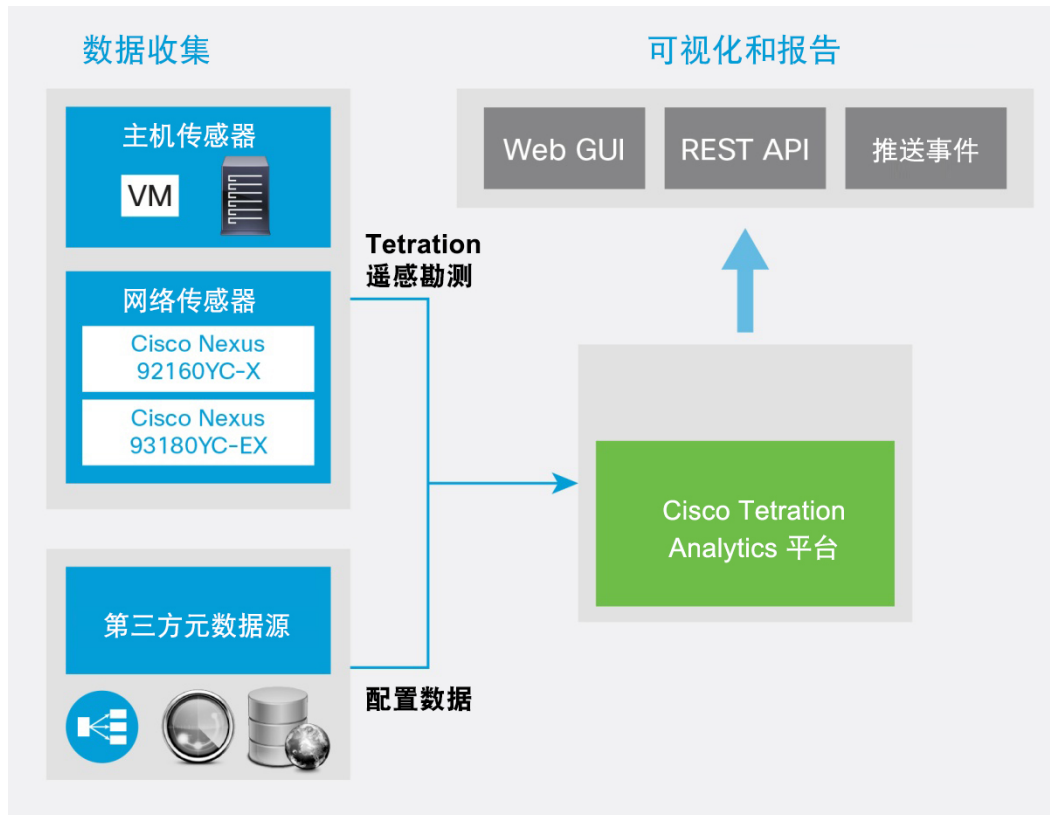 数据收集
可视化和报告
主机传感器
VM
网络传感器
Cisco Nexus
92160YC-X
Cisco Nexus
93180YC-EX
Tetration
遥感勘测
第三方元数据源
配置数据
Web GUI
REST API
推送事件
Cisco Tetration
Analytics 平台